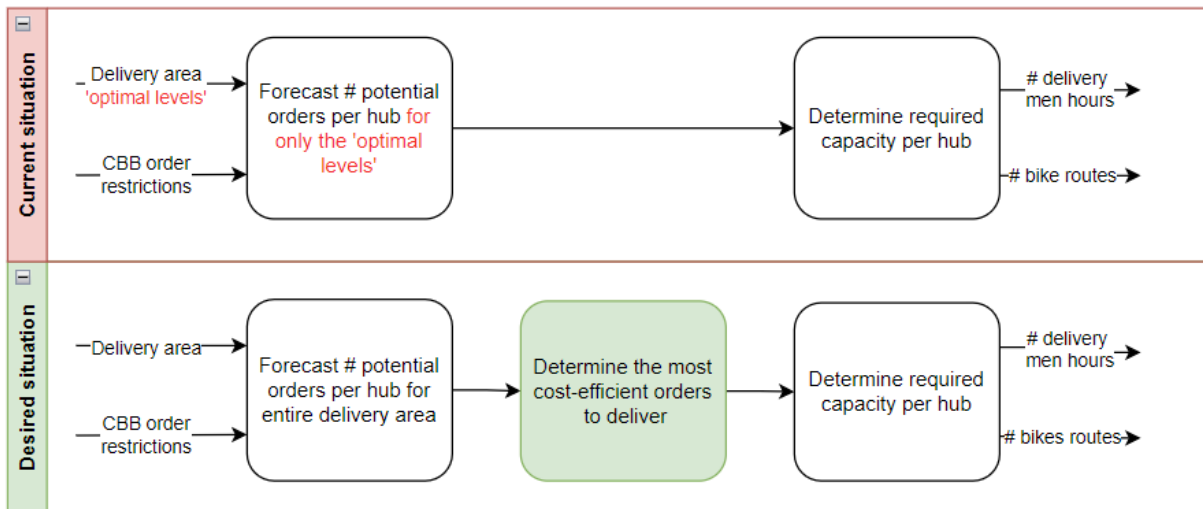 Current situation
Delivery area
'optimal levels'
CBB order
restrictions
Forecast # potential
orders per hub for
only the 'optimal
levels'
Determine required
capacity per hub
# delivery
men hours
# bike routes
Desired situation
Delivery area
CBB order
restrictions
Forecast # potential
orders per hub for
entire delivery area
Determine the most
cost-efficient orders
to deliver
Determine required
capacity per hub
# delivery
men hours
# bikes routes